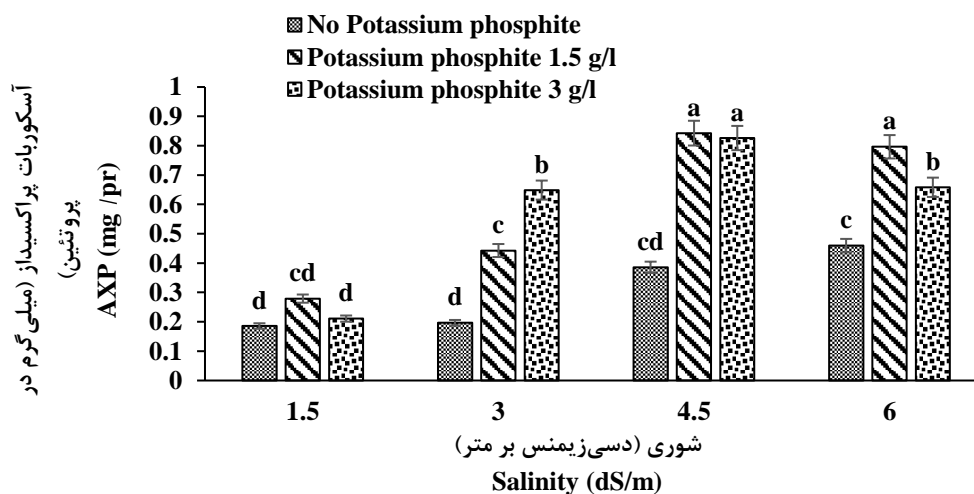 No Potassium phosphite
Potassium phosphite 1.5 g/l
Potassium phosphite 3 g/l
آسکوربات پراکسیداز (میلی گرم در
پروتئین)
AXP (mg /pr)
1
0.9
0.8
0.7
0.6
0.5
0.4
0.3
0.2
0.1
0
d cd d
d c b
cd a a
c a b
1.5 3 4.5 6
شوری (دسی‌زیمنس بر متر)
Salinity (dS/m)